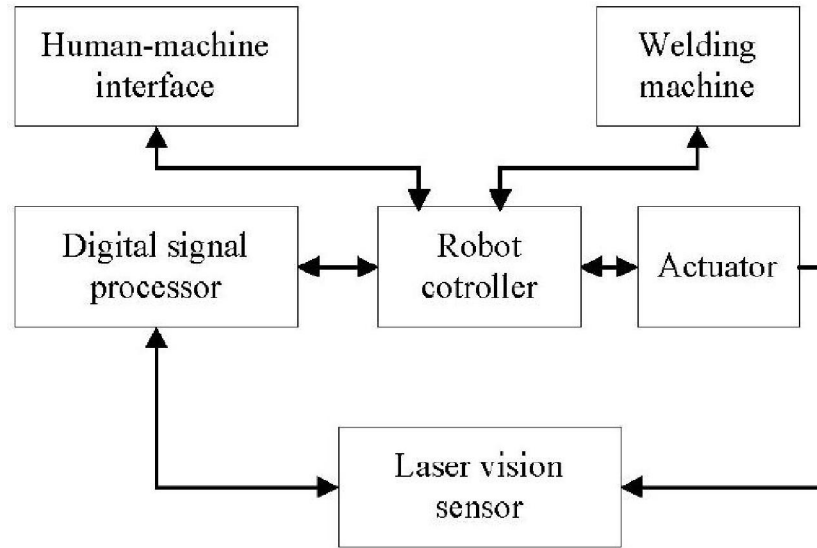 Human-machine
interface
Welding
machine
Digital signal
processor
Robot
cotroller
Actuator
Laser vision
sensor